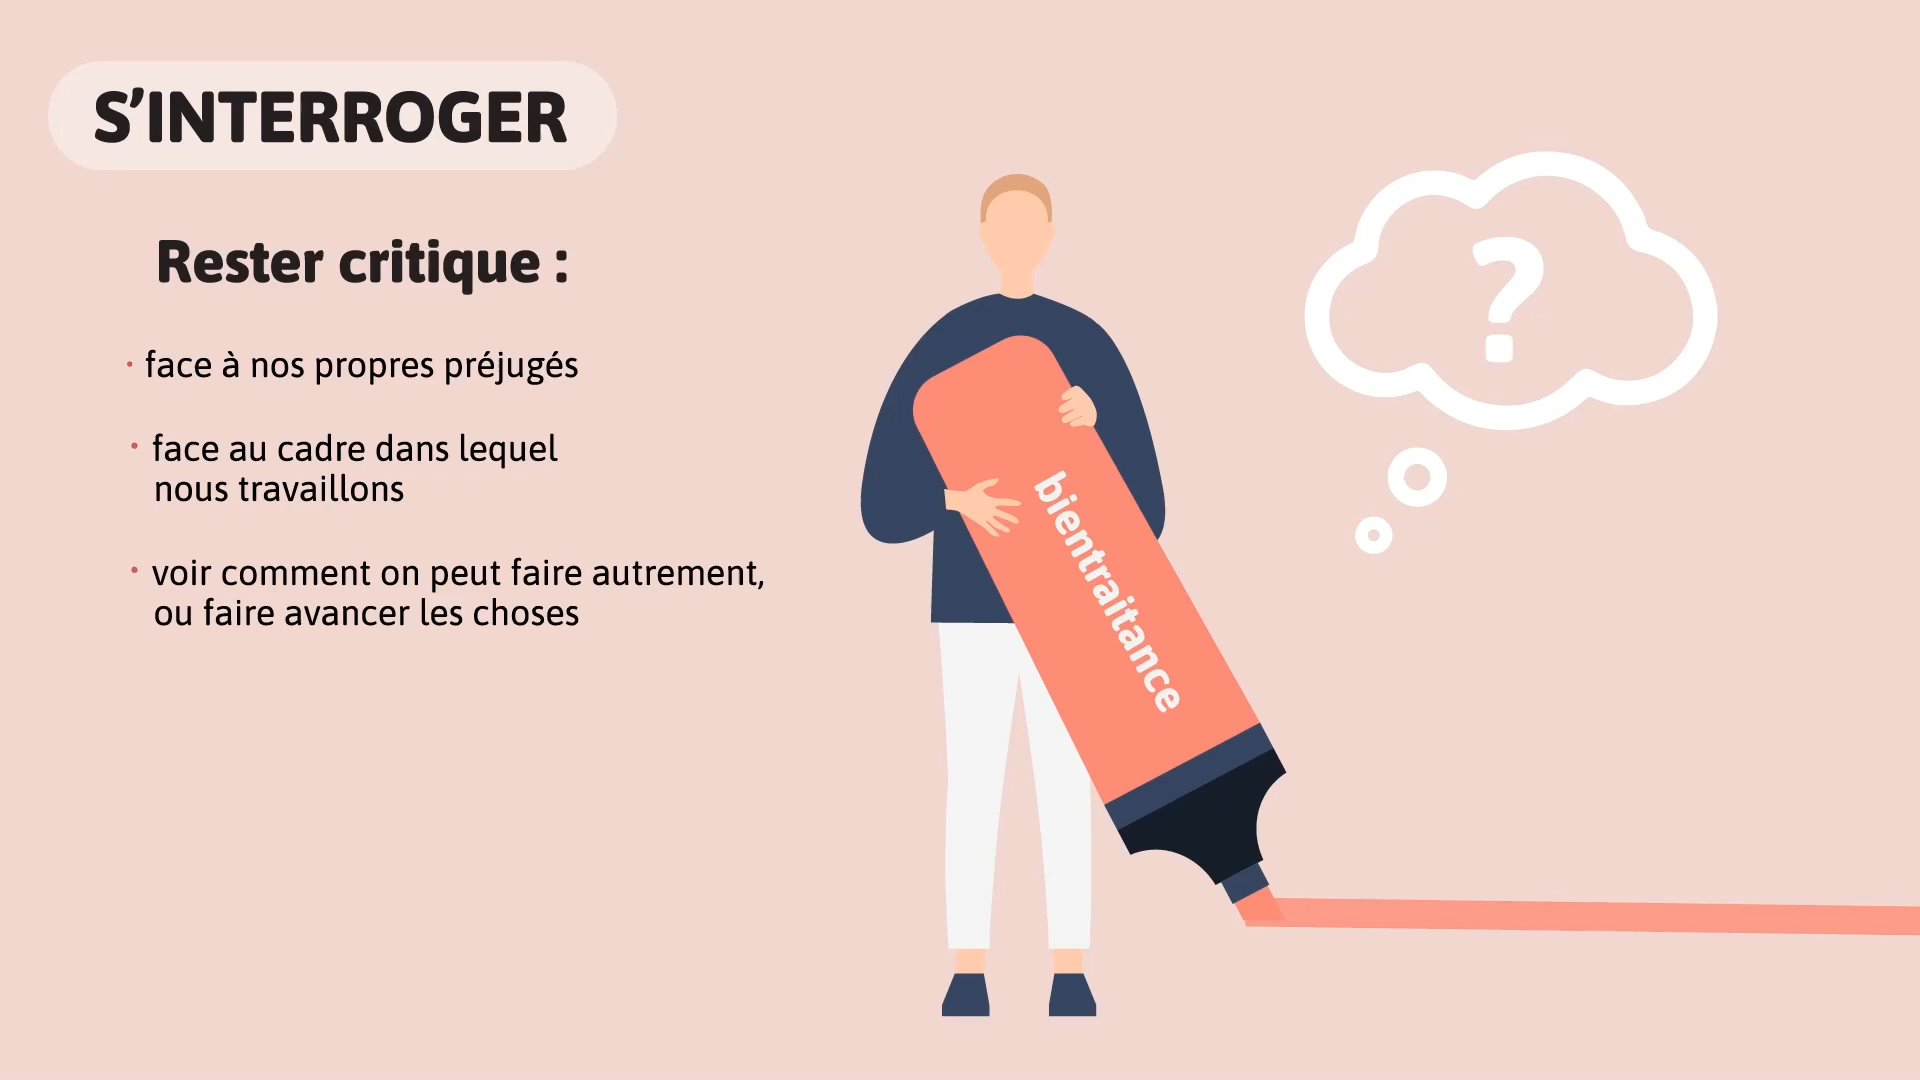 S’INTERROGER
Rester critique :
· face à nos propres préjugés
· face au cadre dans lequel
nous travaillons
· voir comment on peut faire autrement,
ou faire avancer les choses
?
bientraitance